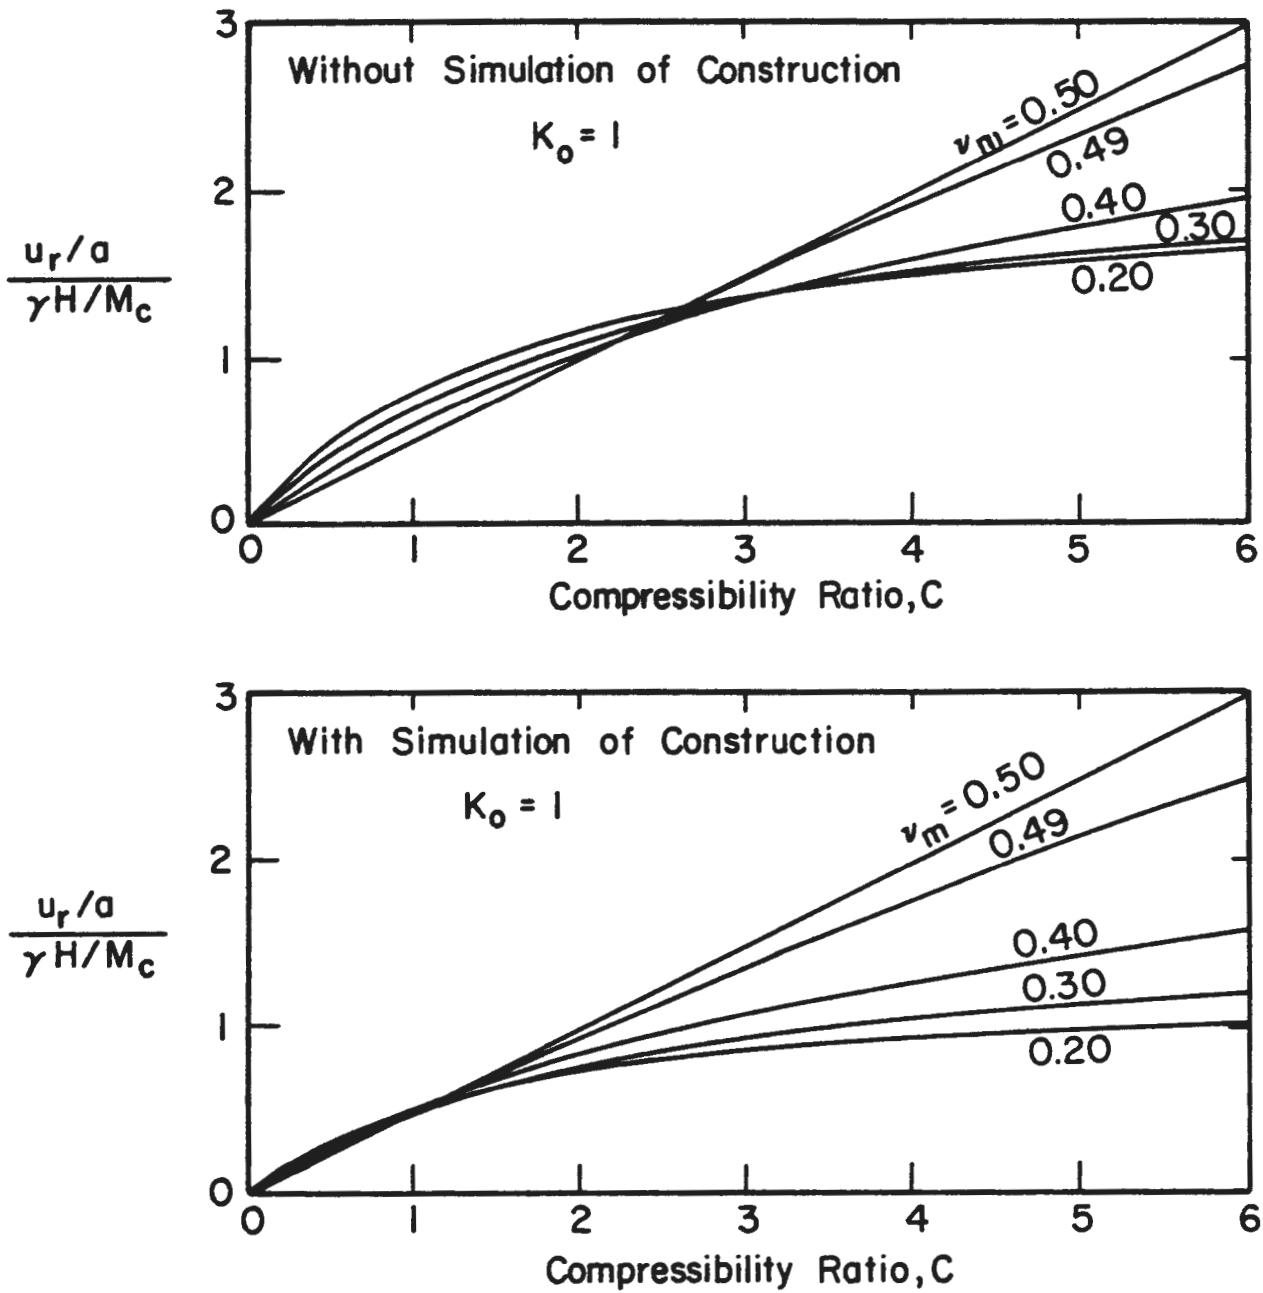 3
Without Simulation of Construction
K₀ = 1
νₘ = 0.50
0.49
2
0.40
0.30
0.20
uᵣ/a
γH/M_c
1
0
0 1 2 3 4 5 6
Compressibility Ratio, C
3
With Simulation of Construction
K₀ = 1
νₘ = 0.50
0.49
2
0.40
0.30
0.20
uᵣ/a
γH/M_c
1
0
0 1 2 3 4 5 6
Compressibility Ratio, C